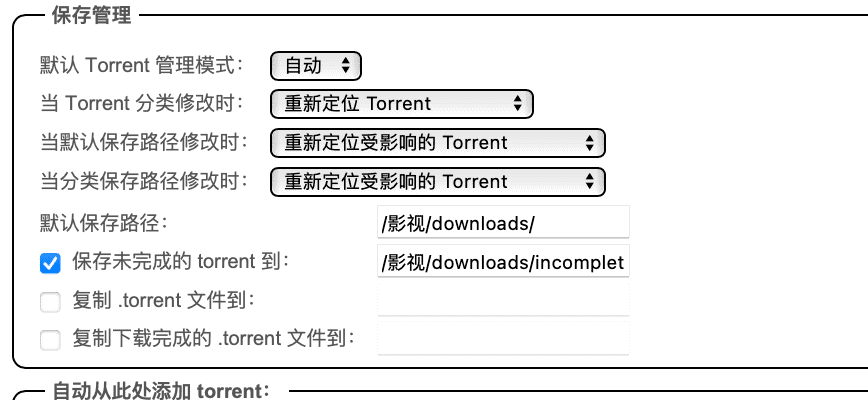 保存管理
默认 Torrent 管理模式： 自动
当 Torrent 分类修改时： 重新定位 Torrent
当默认保存路径修改时： 重新定位受影响的 Torrent
当分类保存路径修改时： 重新定位受影响的 Torrent
默认保存路径： /影视/downloads/
保存未完成的 torrent 到： /影视/downloads/incomplet
复制 .torrent 文件到：
复制下载完成的 .torrent 文件到：
自动从此处添加 torrent：